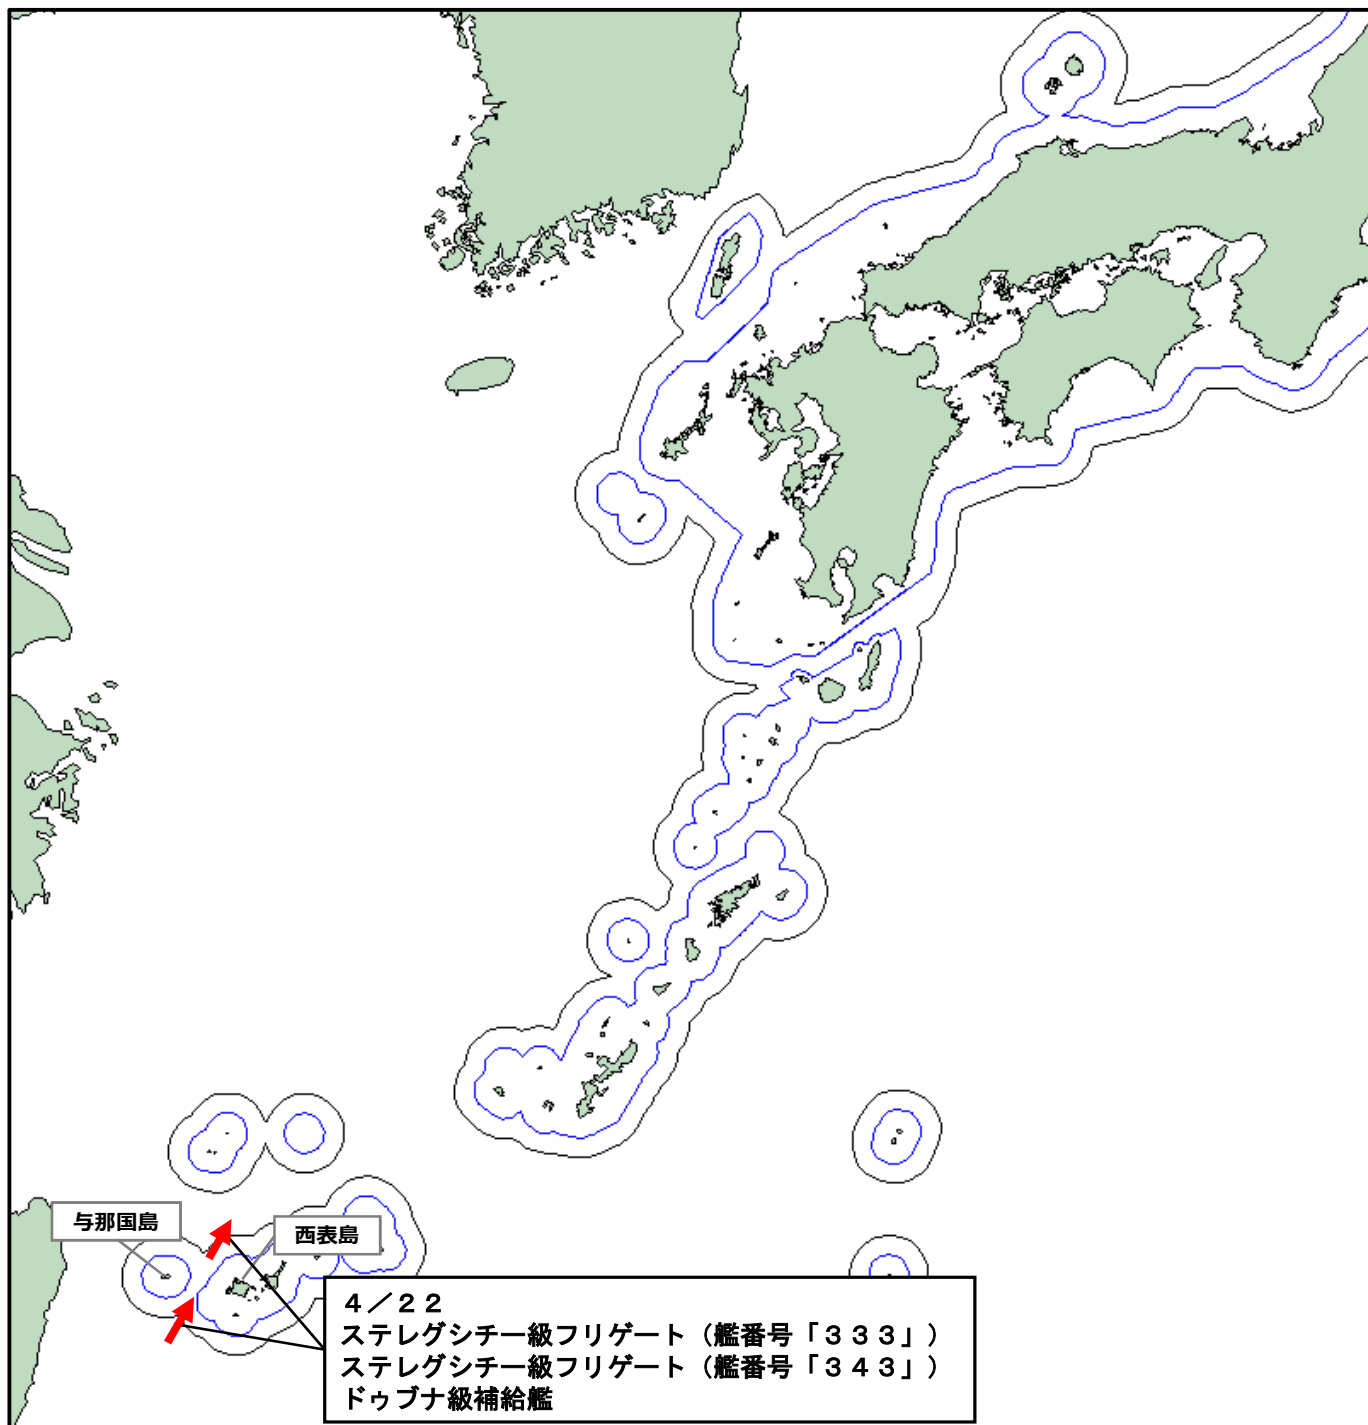 与那国島
西表島
４／２２
ステレグシチー級フリゲート（艦番号「３３３」）
ステレグシチー級フリゲート（艦番号「３４３」）
ドゥブナ級補給艦